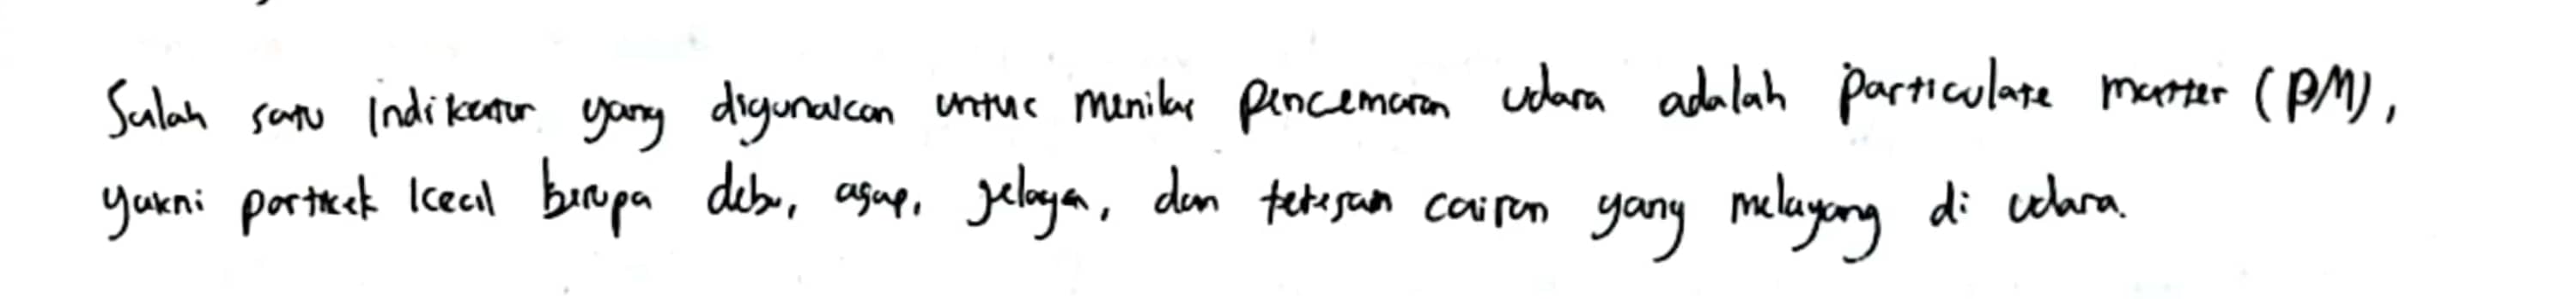 Salah satu indikator yang digunakan untuk menilai pencemaran udara adalah particulate matter (PM),
yakni partikel kecil berupa debu, asap, jelaga, dan tetesan cairan yang melayang di udara.